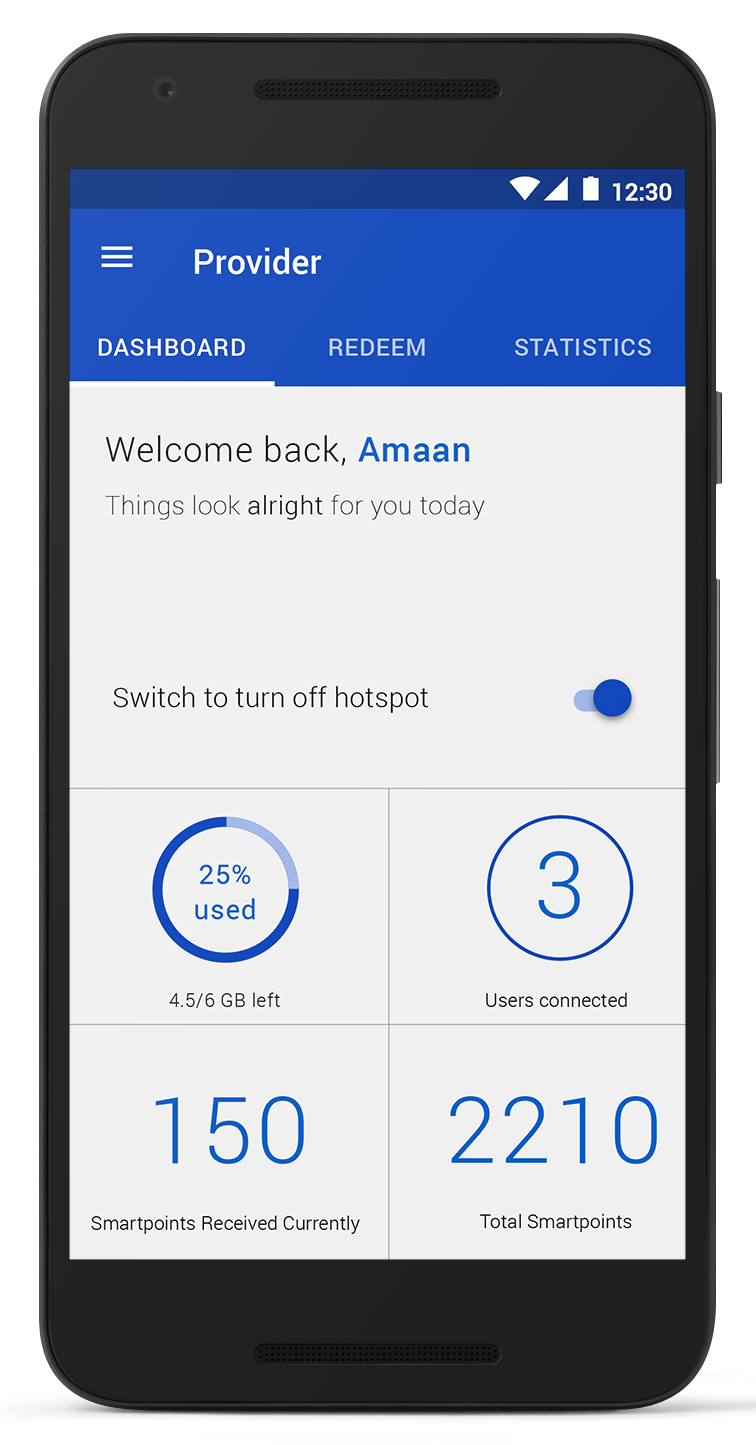 12:30
Provider
DASHBOARD REDEEM STATISTICS
Welcome back, Amaan
Things look alright for you today
Switch to turn off hotspot
25%
used
3
4.5/6 GB left
Users connected
150
2210
Smartpoints Received Currently
Total Smartpoints